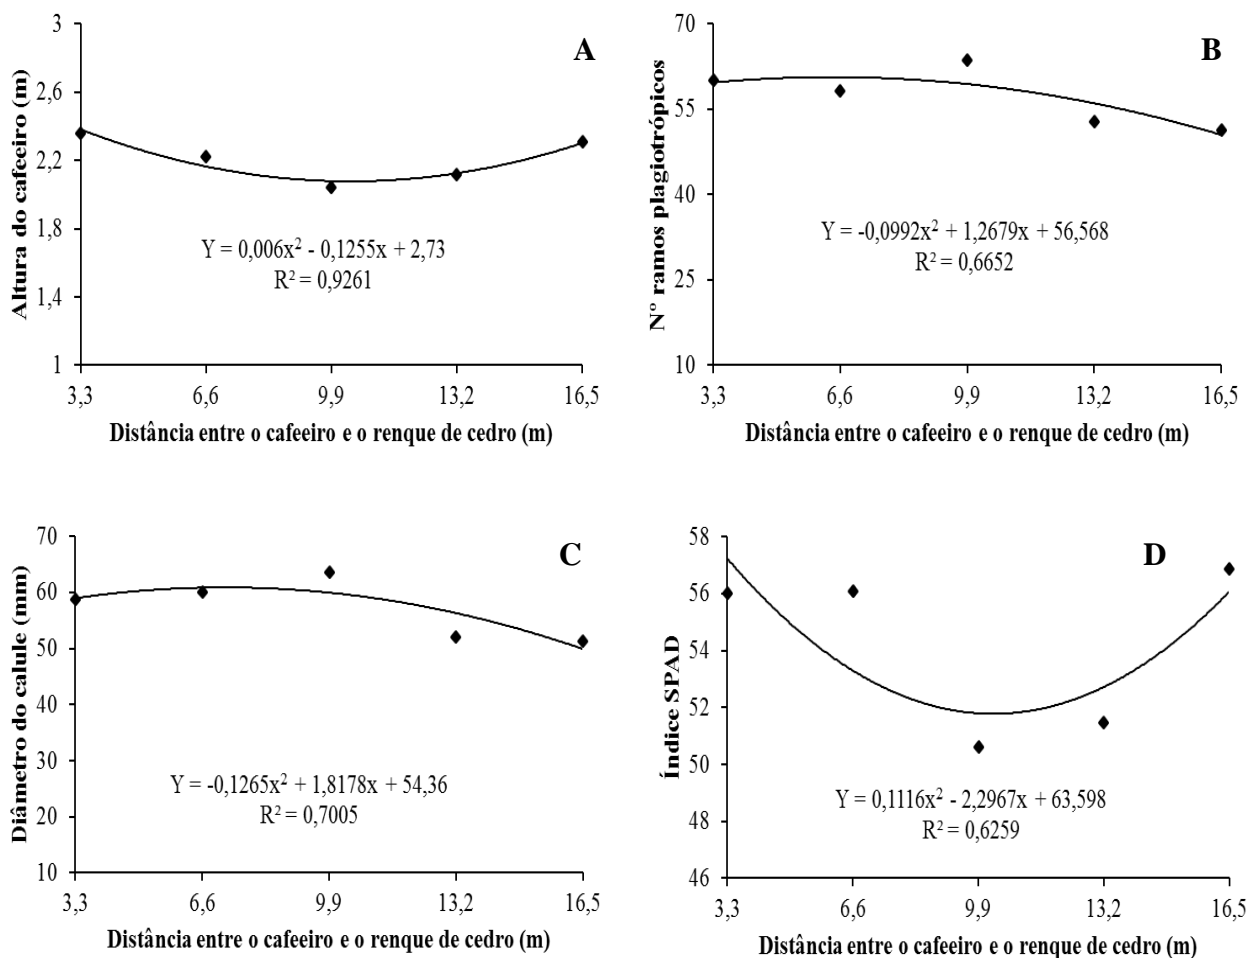 A
Altura do cafeeiro (m)
3
2,6
2,2
1,8
1,4
1
Y = 0,006x² - 0,1255x + 2,73
R² = 0,9261
3,3 6,6 9,9 13,2 16,5
Distância entre o cafeeiro e o renque de cedro (m)
B
Nº ramos plagiotrópicos
70
55
40
25
10
Y = -0,0992x² + 1,2679x + 56,568
R² = 0,6652
3,3 6,6 9,9 13,2 16,5
Distância entre o cafeeiro e o renque de cedro (m)
C
Diâmetro do calule (mm)
70
60
50
40
30
20
10
Y = -0,1265x² + 1,8178x + 54,36
R² = 0,7005
3,3 6,6 9,9 13,2 16,5
Distância entre o cafeeiro e o renque de cedro (m)
D
Índice SPAD
58
56
54
52
50
48
46
Y = 0,1116x² - 2,2967x + 63,598
R² = 0,6259
3,3 6,6 9,9 13,2 16,5
Distância entre o cafeeiro e o renque de cedro (m)